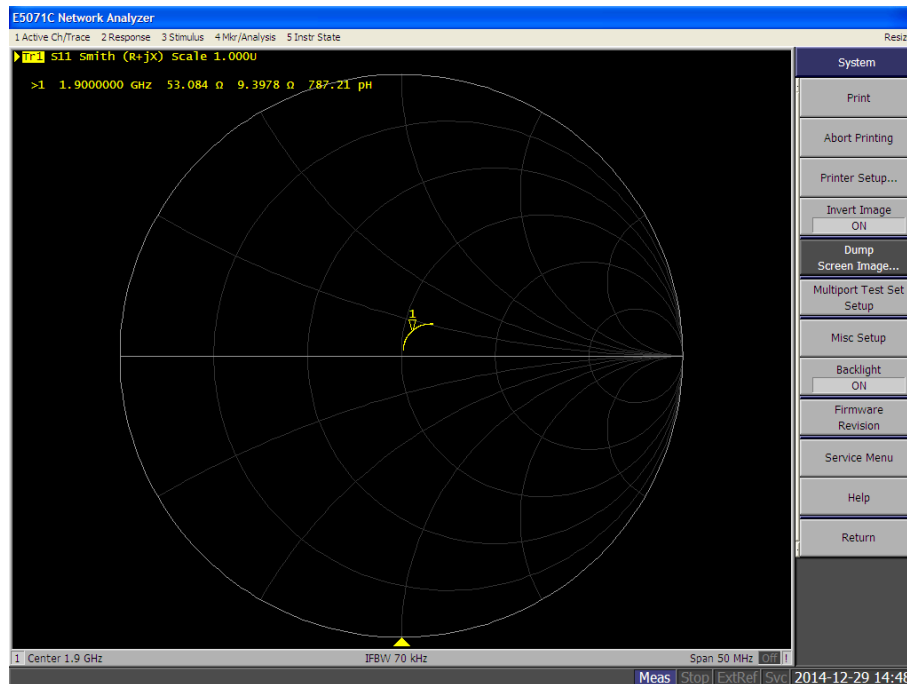 E5071C Network Analyzer
1 Active Ch/Trace 2 Response 3 Stimulus 4 Mkr/Analysis 5 Instr State
Resiz
Tr1 S11 Smith (R+jX) Scale 1.000U
>1 1.9000000 GHz 53.084 Ω 9.3978 Ω 787.21 pH
1
System
Print
Abort Printing
Printer Setup...
Invert Image
ON
Dump
Screen Image...
Multiport Test Set
Setup
Misc Setup
Backlight
ON
Firmware
Revision
Service Menu
Help
Return
1 Center 1.9 GHz IFBW 70 kHz Span 50 MHz Off !
Meas Stop ExtRef Svc 2014-12-29 14:48